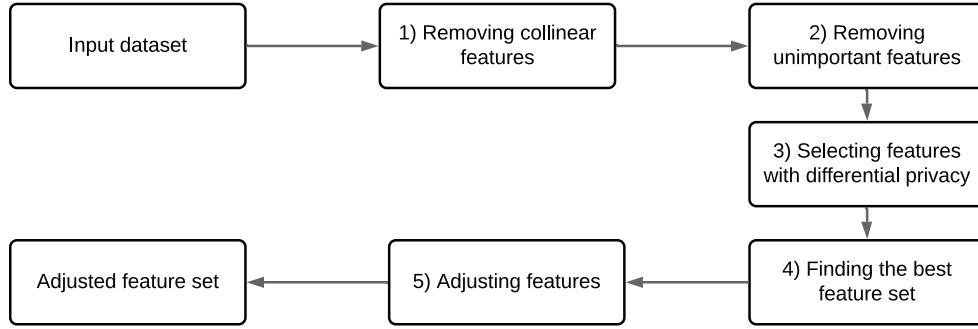 Input dataset
1) Removing collinear
features
2) Removing
unimportant features
3) Selecting features
with differential privacy
4) Finding the best
feature set
5) Adjusting features
Adjusted feature set